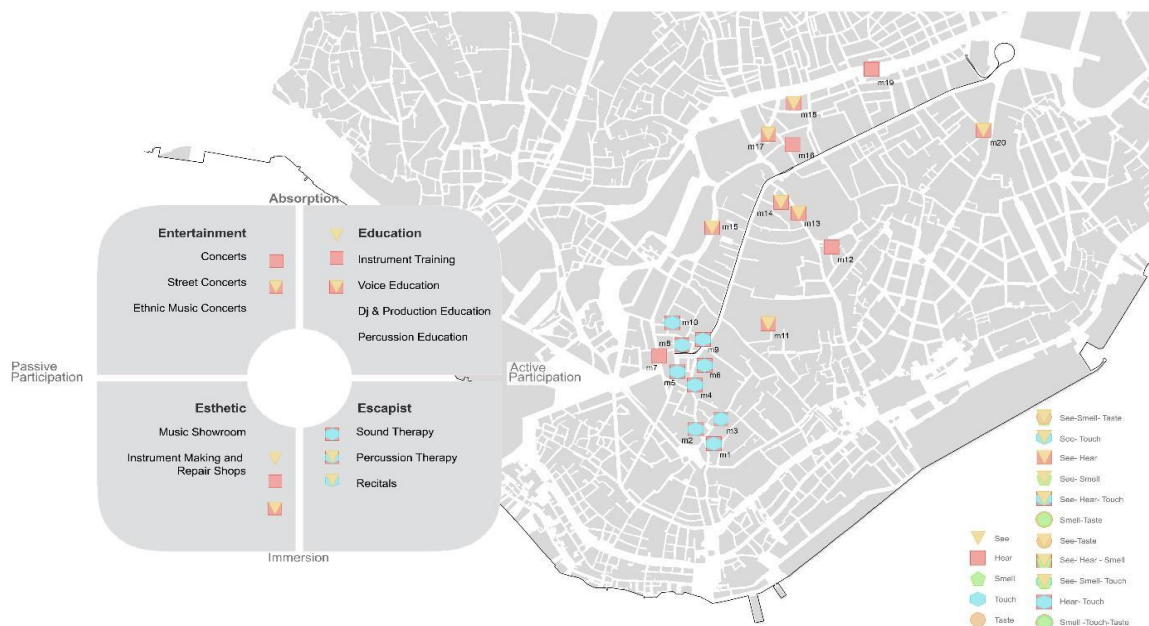 Absorption
Entertainment
Concerts
Street Concerts
Ethnic Music Concerts
Education
Instrument Training
Voice Education
Dj & Production Education
Percussion Education
Passive
Participation
Active
Participation
Esthetic
Music Showroom
Instrument Making and
Repair Shops
Escapist
Sound Therapy
Percussion Therapy
Recitals
Immersion
m19
m18
m17
m16
m20
m14
m13
m15
m12
m10
m11
m8
m9
m7
m5
m6
m4
m3
m2
m1
See
Hear
Smell
Touch
Taste
See-Smell- Taste
See- Touch
See- Hear
See- Smell
See- Hear- Touch
Smell-Taste
See-Taste
See- Hear - Smell
See- Smell- Touch
Hear- Touch
Smell -Touch-Taste